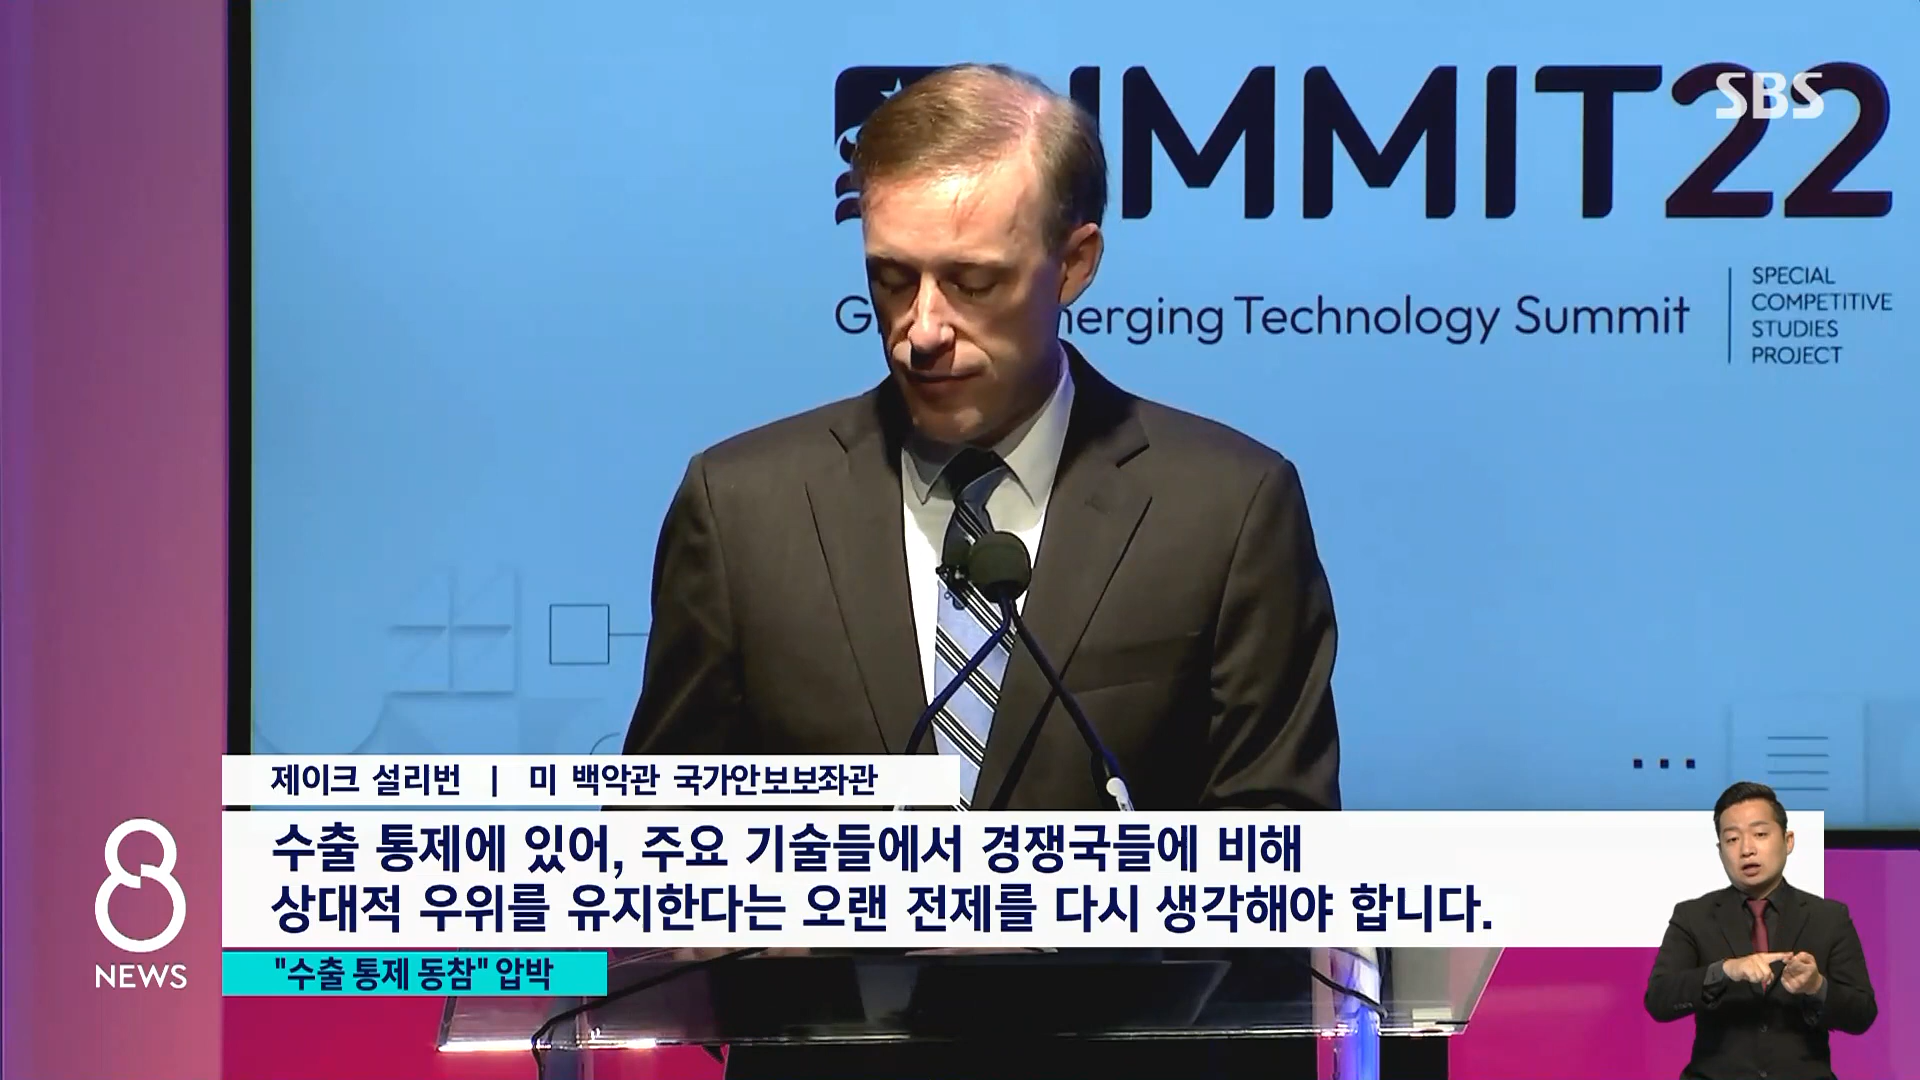 SUMMIT22
SBS
Technology Summit
SPECIAL
COMPETITIVE
STUDIES
PROJECT
제이크 설리번 | 미 백악관 국가안보보좌관
수출 통제에 있어, 주요 기술들에서 경쟁국들에 비해
상대적 우위를 유지한다는 오랜 전제를 다시 생각해야 합니다.
8
NEWS
"수출 통제 동참" 압박